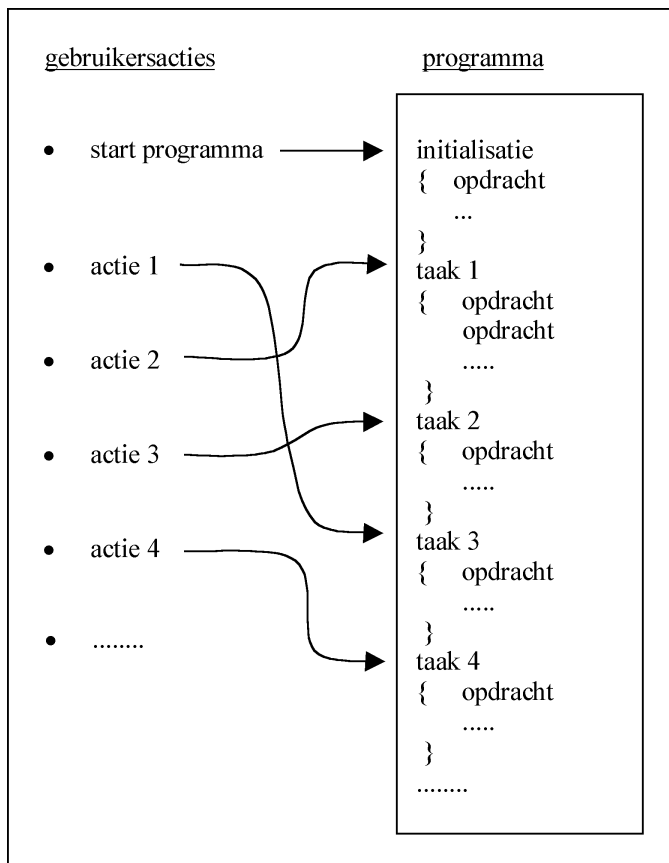 gebruikersacties
• start programma
• actie 1
• actie 2
• actie 3
• actie 4
• ........
programma
initialisatie
{ opdracht
...
}
taak 1
{ opdracht
opdracht
.....
}
taak 2
{ opdracht
.....
}
taak 3
{ opdracht
.....
}
taak 4
{ opdracht
.....
}
........